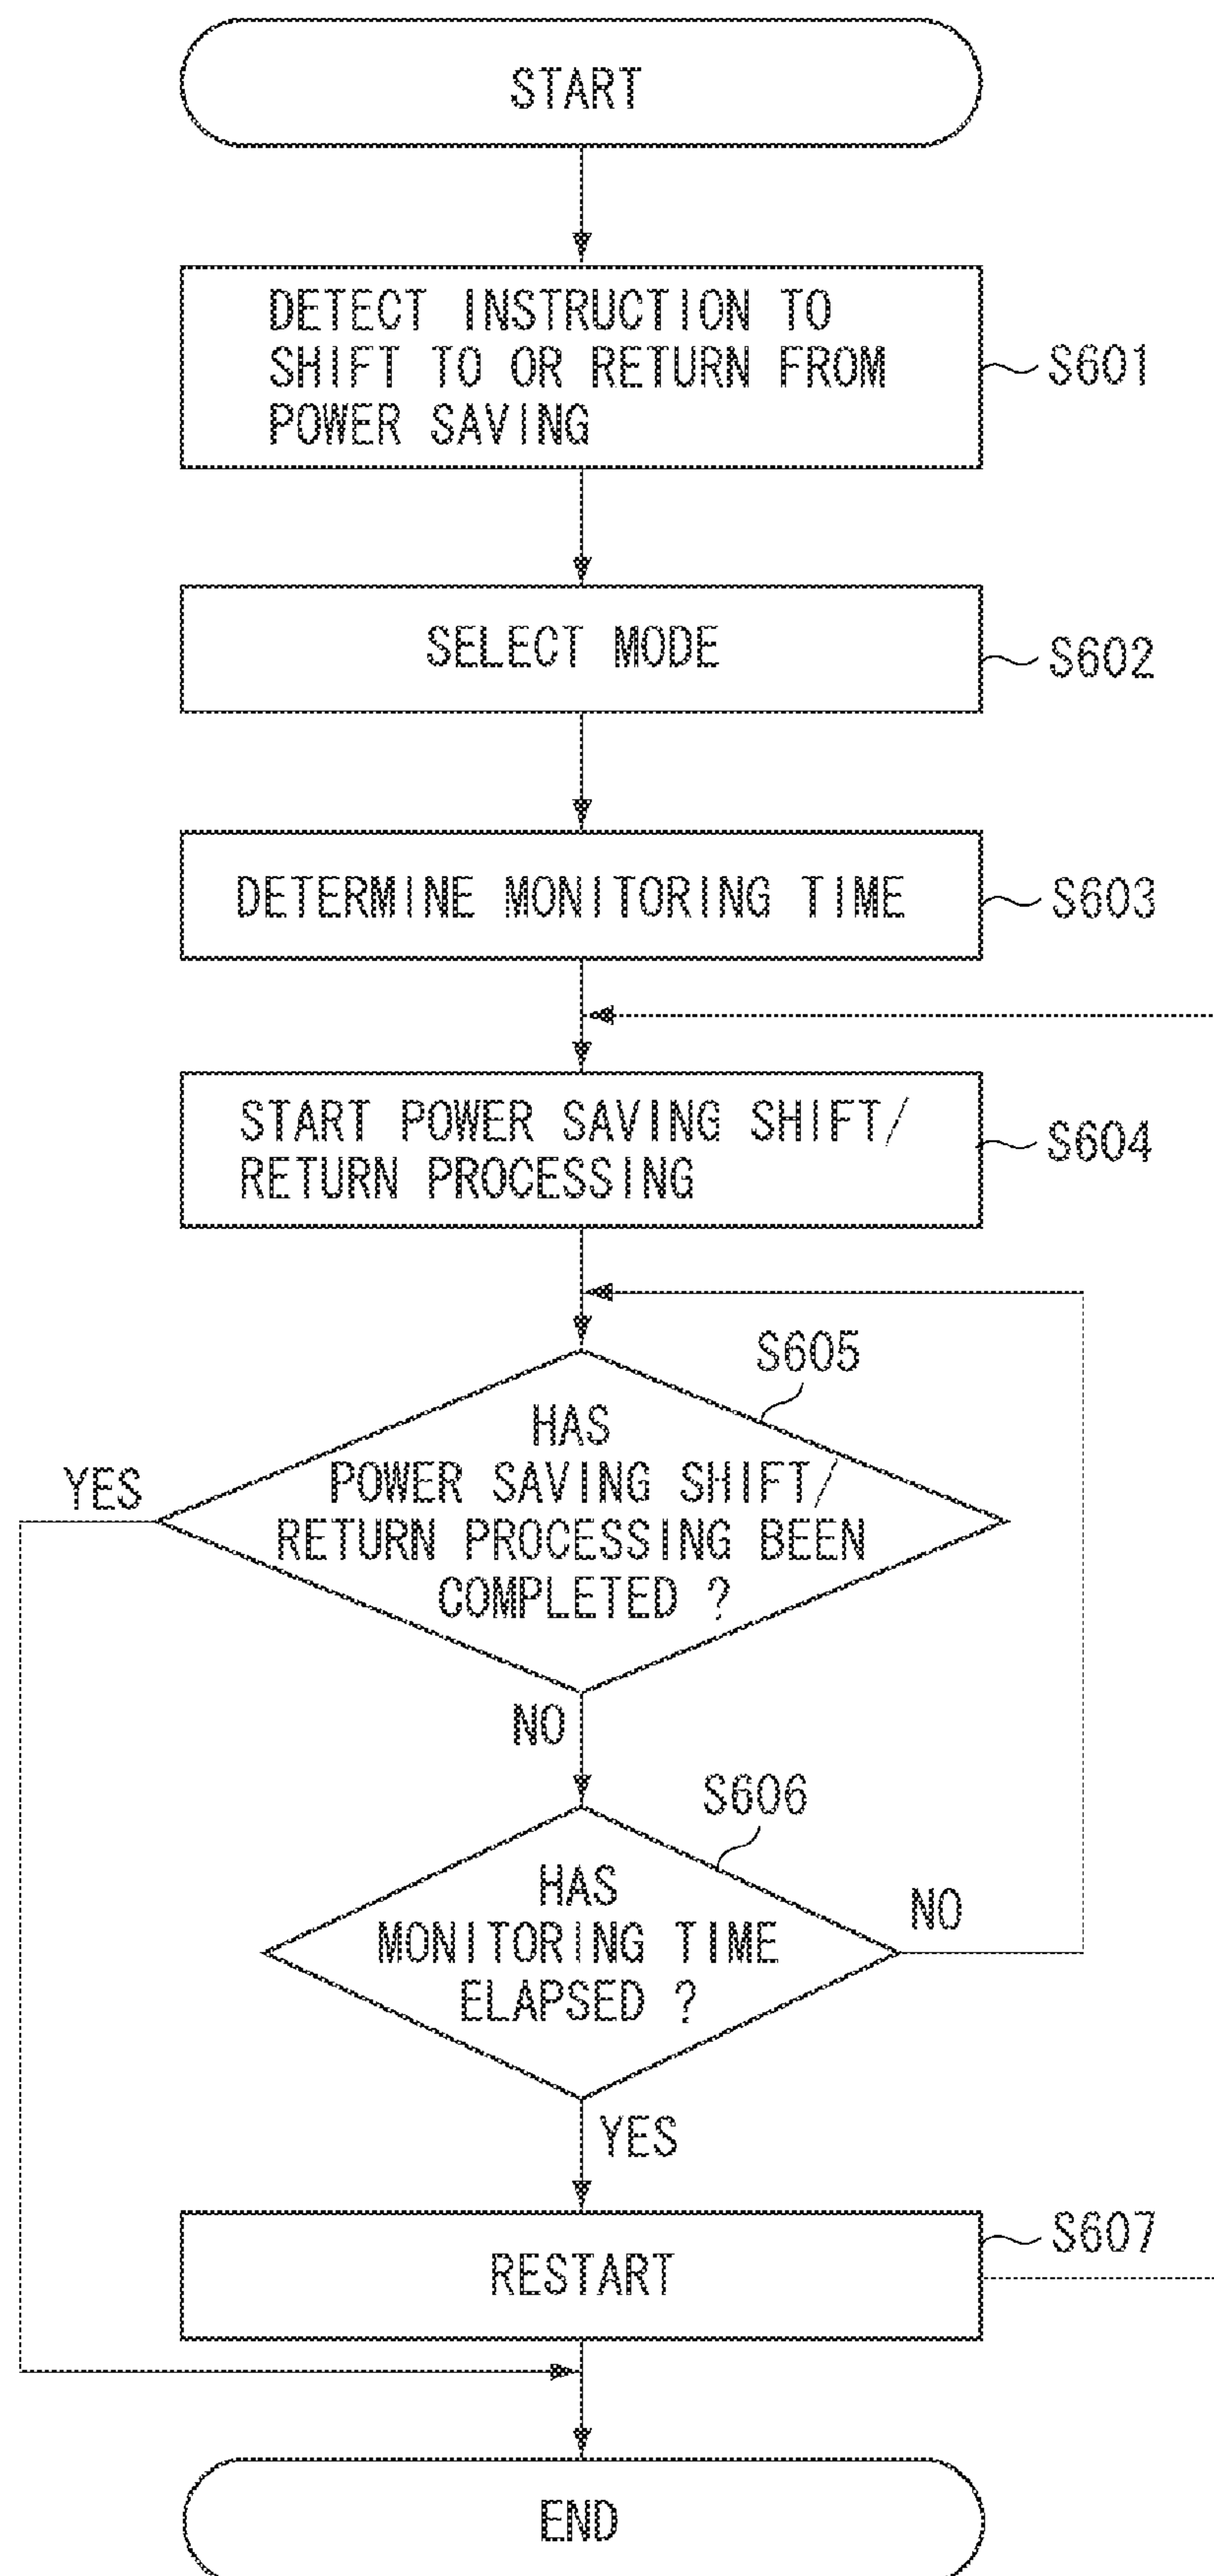 START
DETECT INSTRUCTION TO
SHIFT TO OR RETURN FROM
POWER SAVING
S601
SELECT MODE
S602
DETERMINE MONITORING TIME
S603
START POWER SAVING SHIFT/
RETURN PROCESSING
S604
S605
HAS
POWER SAVING SHIFT/
RETURN PROCESSING BEEN
COMPLETED ?
YES
NO
S606
HAS
MONITORING TIME
ELAPSED ?
NO
YES
RESTART
S607
END